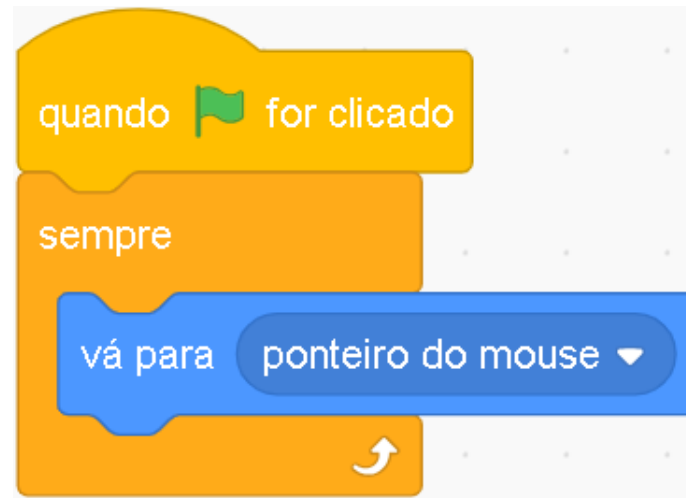 quando for clicado
sempre
vá para ponteiro do mouse